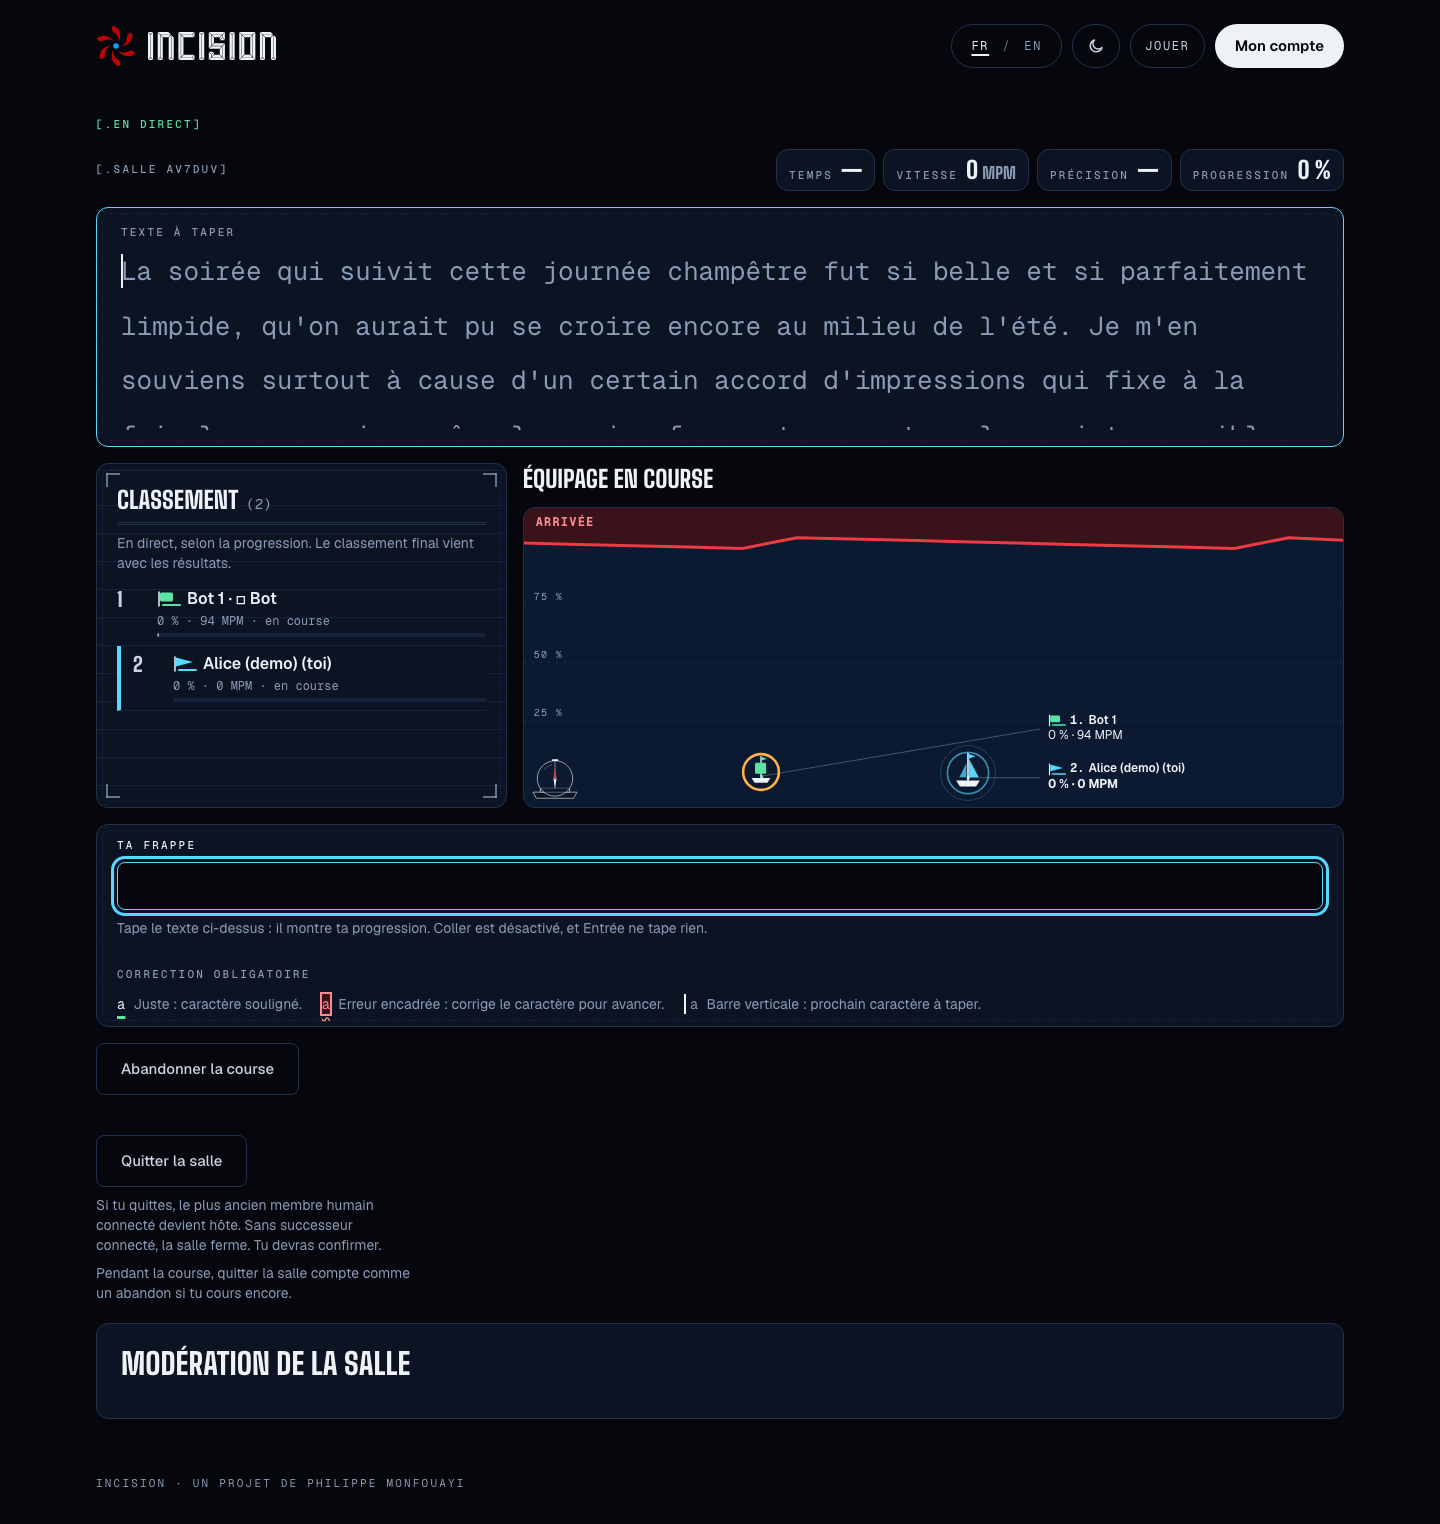 INCISION
FR / EN
JOUER
Mon compte
[.EN DIRECT]
[.SALLE AV7DUV]
TEMPS —
VITESSE 0 MPM
PRÉCISION —
PROGRESSION 0 %
TEXTE À TAPER
La soirée qui suivit cette journée champêtre fut si belle et si parfaitement
limpide, qu'on aurait pu se croire encore au milieu de l'été. Je m'en
souviens surtout à cause d'un certain accord d'impressions qui fixe à la
CLASSEMENT (2)
En direct, selon la progression. Le classement final vient
avec les résultats.
1 Bot 1 · □ Bot
0 % · 94 MPM · en course
2 Alice (demo) (toi)
0 % · 0 MPM · en course
ÉQUIPAGE EN COURSE
ARRIVÉE
75 %
50 %
25 %
1. Bot 1
0 % · 94 MPM
2. Alice (demo) (toi)
0 % · 0 MPM
TA FRAPPE
Tape le texte ci-dessus : il montre ta progression. Coller est désactivé, et Entrée ne tape rien.
CORRECTION OBLIGATOIRE
a Juste : caractère souligné. a Erreur encadrée : corrige le caractère pour avancer. a Barre verticale : prochain caractère à taper.
Abandonner la course
Quitter la salle
Si tu quittes, le plus ancien membre humain
connecté devient hôte. Sans successeur
connecté, la salle ferme. Tu devras confirmer.
Pendant la course, quitter la salle compte comme
un abandon si tu cours encore.
MODÉRATION DE LA SALLE
INCISION · UN PROJET DE PHILIPPE MONFOUAYI